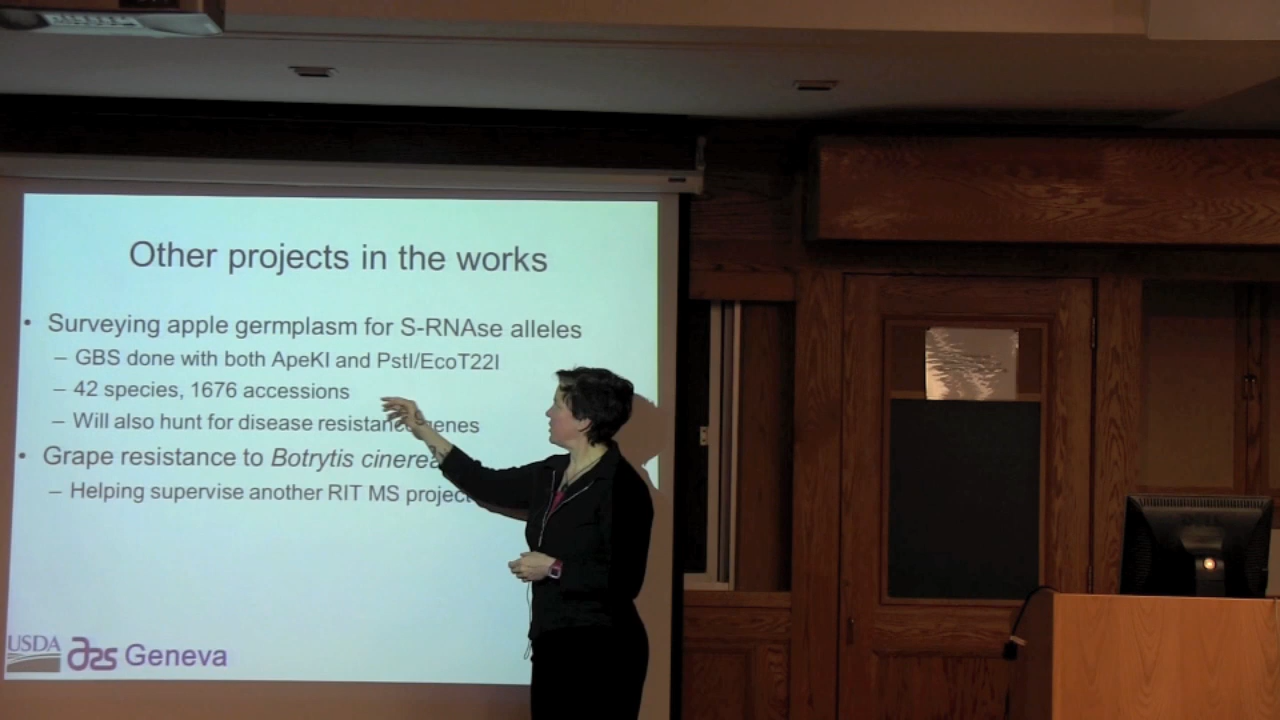 Other projects in the works
• Surveying apple germplasm for S-RNAse alleles
– GBS done with both ApeKI and PstI/EcoT22I
– 42 species, 1676 accessions
– Will also hunt for disease resistance genes
• Grape resistance to Botrytis cinerea
– Helping supervise another RIT MS project
USDA ars Geneva